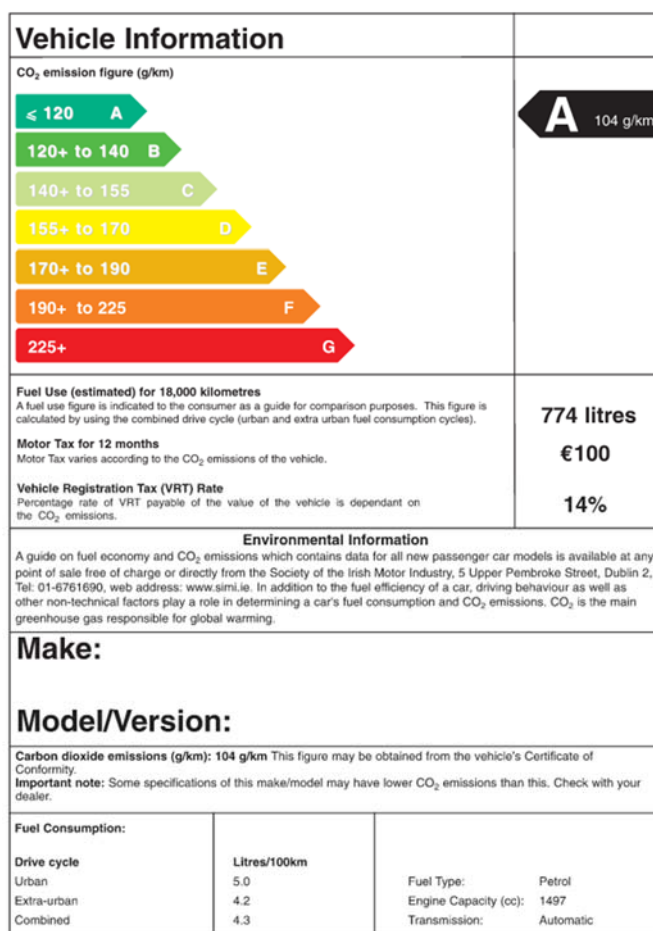 Vehicle Information
CO₂ emission figure (g/km)
⩽ 120 A
120+ to 140 B
140+ to 155 C
155+ to 170 D
170+ to 190 E
190+ to 225 F
225+ G
A 104 g/km
Fuel Use (estimated) for 18,000 kilometres
A fuel use figure is indicated to the consumer as a guide for comparison purposes. This figure is
calculated by using the combined drive cycle (urban and extra urban fuel consumption cycles).
774 litres
Motor Tax for 12 months
Motor Tax varies according to the CO₂ emissions of the vehicle.
€100
Vehicle Registration Tax (VRT) Rate
Percentage rate of VRT payable of the value of the vehicle is dependant on
the CO₂ emissions.
14%
Environmental Information
A guide on fuel economy and CO₂ emissions which contains data for all new passenger car models is available at any
point of sale free of charge or directly from the Society of the Irish Motor Industry, 5 Upper Pembroke Street, Dublin 2,
Tel: 01-6761690, web address: www.simi.ie. In addition to the fuel efficiency of a car, driving behaviour as well as
other non-technical factors play a role in determining a car's fuel consumption and CO₂ emissions. CO₂ is the main
greenhouse gas responsible for global warming.
Make:
Model/Version:
Carbon dioxide emissions (g/km): 104 g/km This figure may be obtained from the vehicle's Certificate of
Conformity.
Important note: Some specifications of this make/model may have lower CO₂ emissions than this. Check with your
dealer.
Fuel Consumption:
Drive cycle Litres/100km
Urban 5.0 Fuel Type: Petrol
Extra-urban 4.2 Engine Capacity (cc): 1497
Combined 4.3 Transmission: Automatic